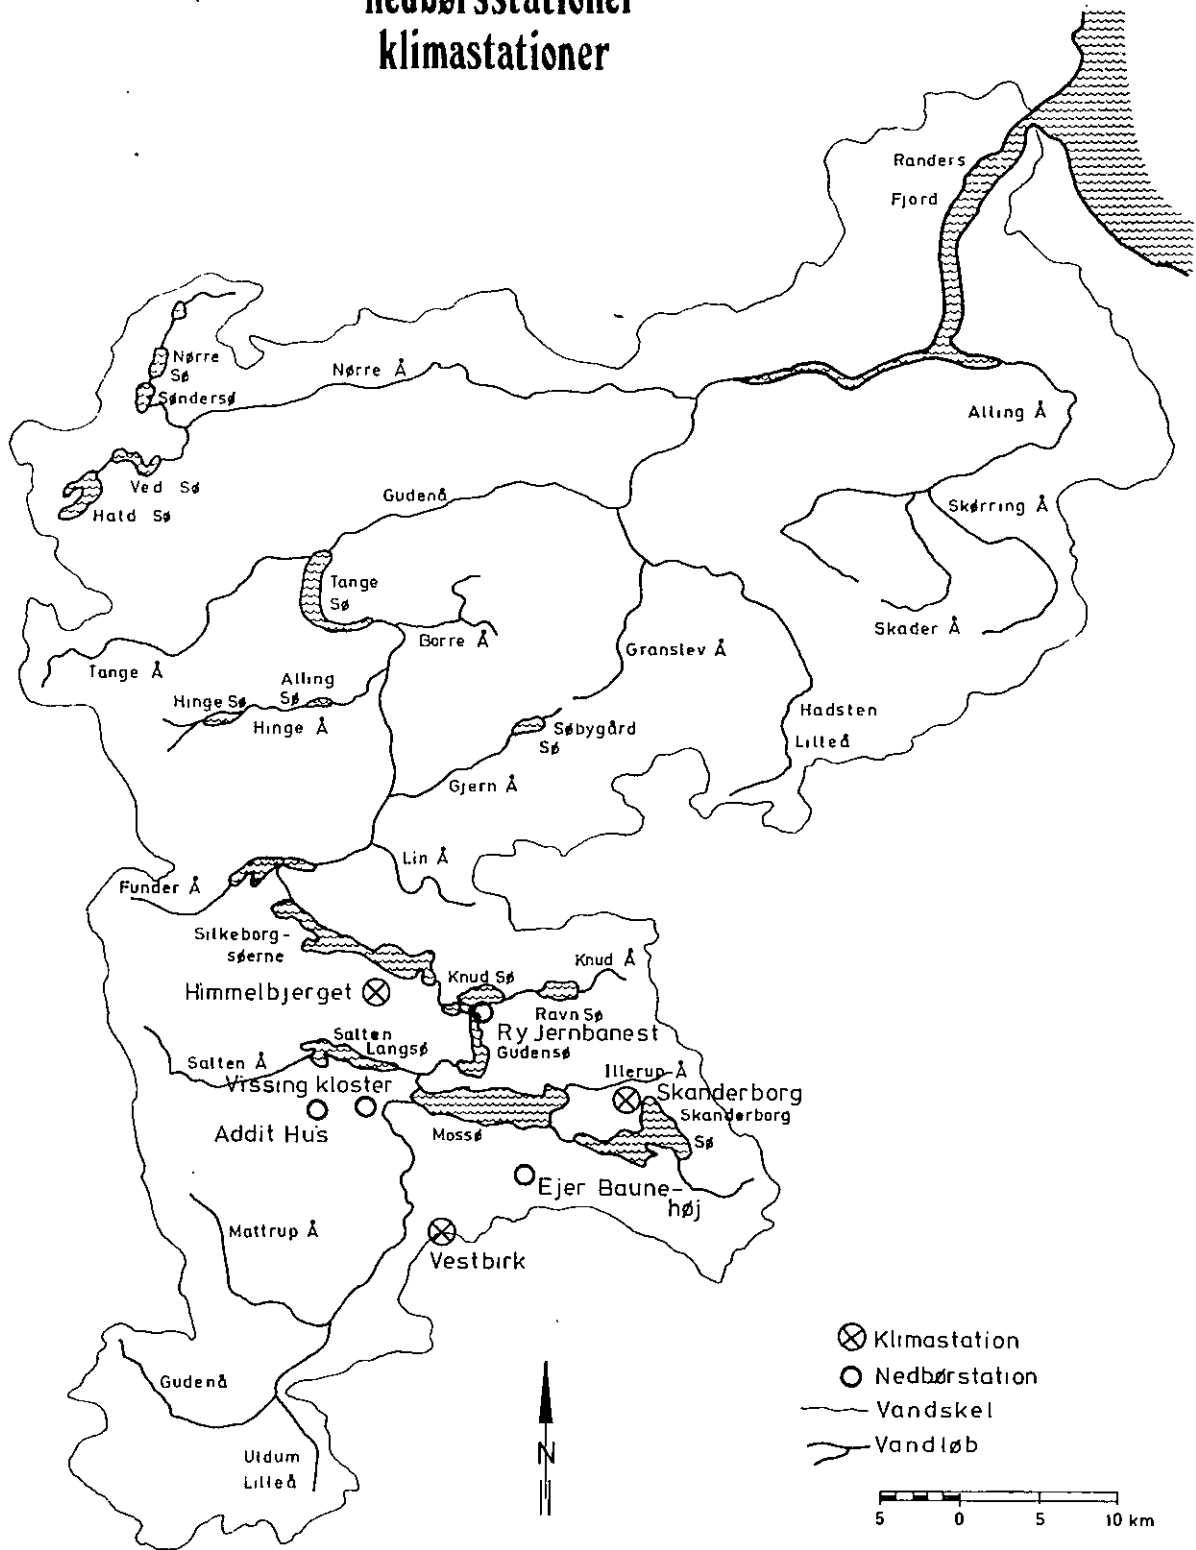 nedbørsstationer
klimastationer
Randers
Fjord
Nørre
Sø
Søndersø
Nørre Å
Alling Å
Ved Sø
Hald Sø
Gudenå
Skørring Å
Tange
Sø
Borre Å
Skader Å
Granslev Å
Tange Å
Alling
Sø
Hinge Sø
Hinge Å
Hadsten
Lilleå
Søbygård
Sø
Gjern Å
Lin Å
Funder Å
Silkeborg-
søerne
Knud Å
Knud Sø
Himmelbjerget
Ravn Sø
Ry Jernbanest
Salten
Langsø
Gudensø
Salten Å
Illerup Å
Vissing kloster
Skanderborg
Skanderborg
Sø
Addit Hus
Mossø
Ejer Baune-
høj
Mattrup Å
Vestbirk
Gudenå
Uldum
Lilleå
N
Klimastation
Nedbørstation
Vandskel
Vandløb
5 0 5 10 km